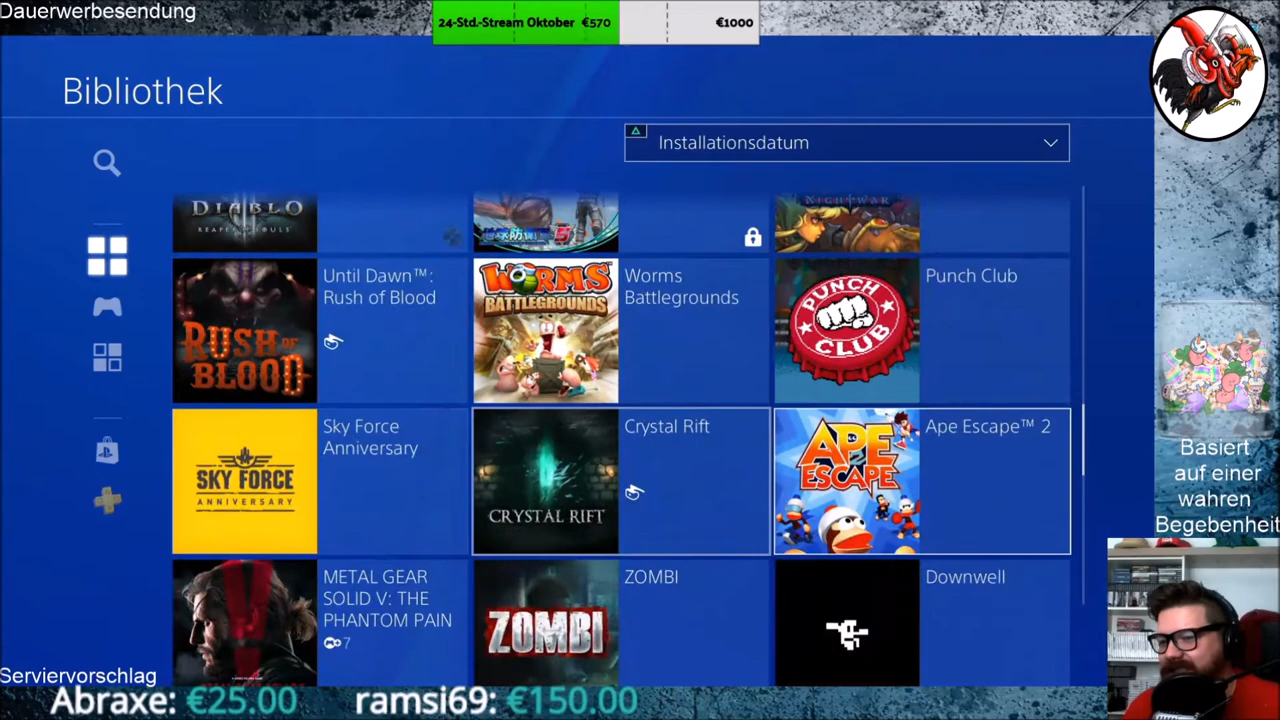 Dauerwerbesendung
24-Std.-Stream Oktober €570
€1000
Bibliothek
Installationsdatum
DIABLO
REAPER OF SOULS
NIGHTWAR
Until Dawn™:
Rush of Blood
RUSH OF
BLOOD
WORMS
BATTLEGROUNDS
Worms
Battlegrounds
PUNCH
CLUB
Punch Club
SKY FORCE
ANNIVERSARY
Sky Force
Anniversary
CRYSTAL RIFT
Crystal Rift
APE
2
ESCAPE
Ape Escape™ 2
METAL GEAR
SOLID V: THE
PHANTOM PAIN
7
ZOMBI
ZOMBI
Downwell
Basiert
auf einer
wahren
Begebenheit
Serviervorschlag
Abraxe: €25.00
ramsi69: €150.00